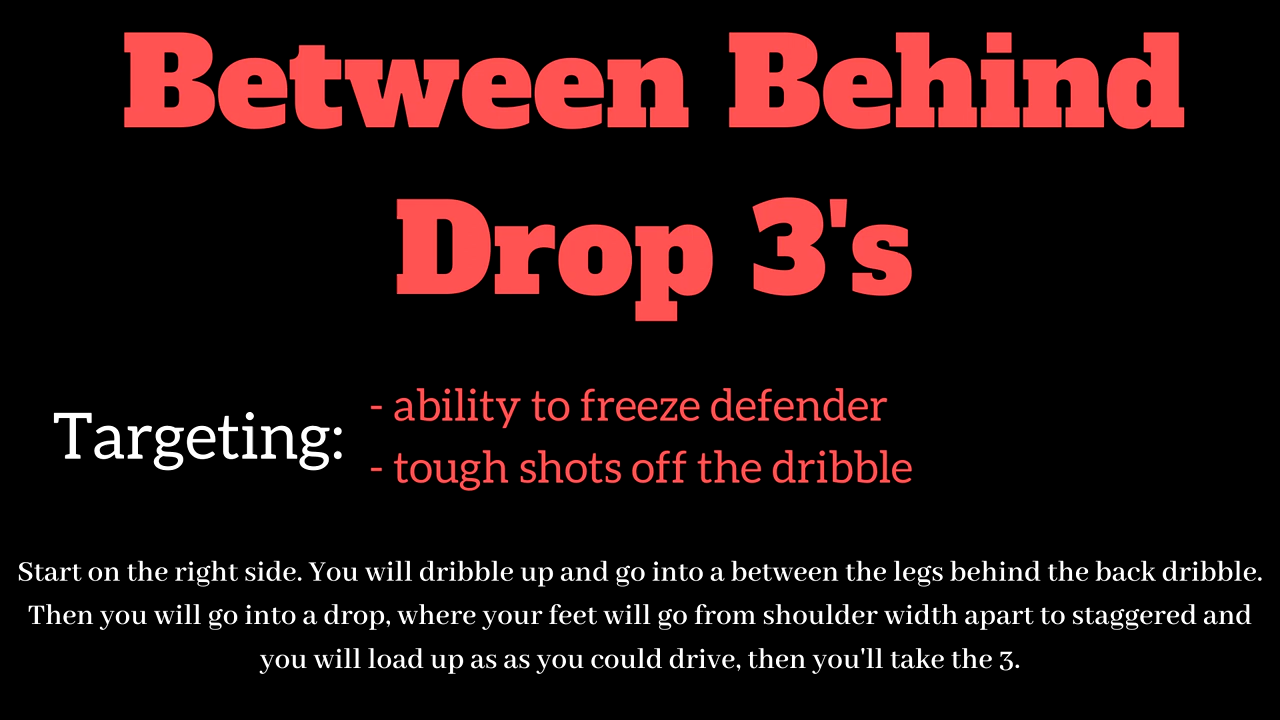 Between Behind
Drop 3's
Targeting:
- ability to freeze defender
- tough shots off the dribble
Start on the right side. You will dribble up and go into a between the legs behind the back dribble.
Then you will go into a drop, where your feet will go from shoulder width apart to staggered and
you will load up as as you could drive, then you'll take the 3.